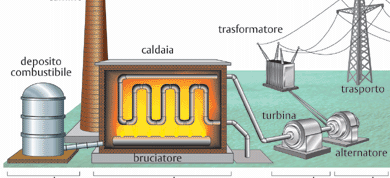 trasformatore
caldaia
deposito
combustibile
trasporto
turbina
alternatore
bruciatore